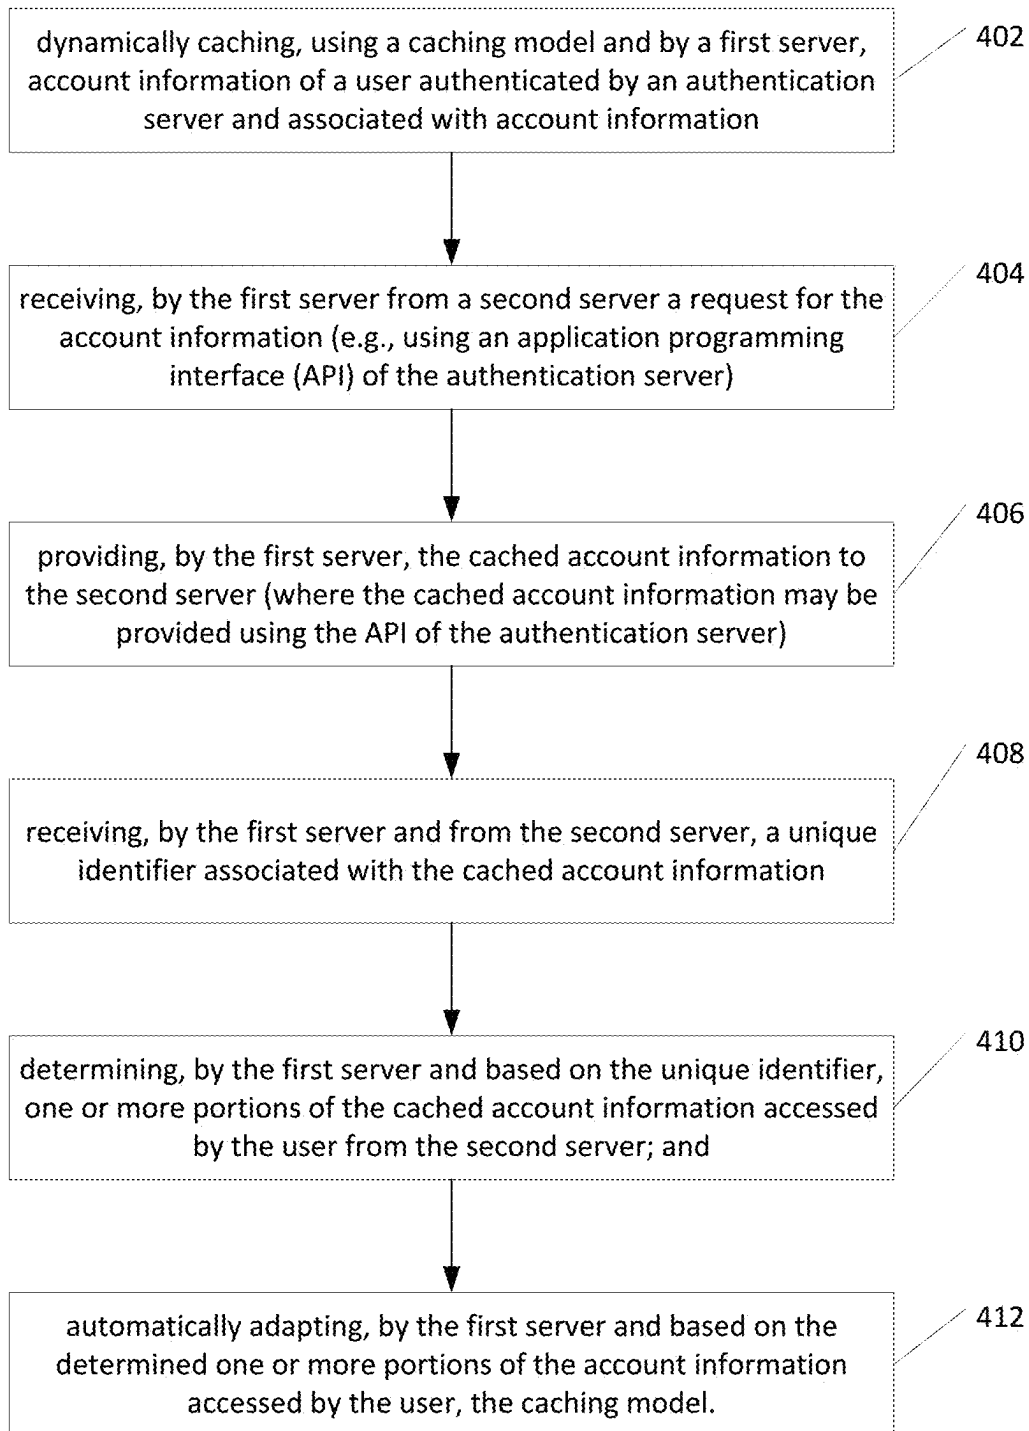 dynamically caching, using a caching model and by a first server,
account information of a user authenticated by an authentication
server and associated with account information
402
receiving, by the first server from a second server a request for the
account information (e.g., using an application programming
interface (API) of the authentication server)
404
providing, by the first server, the cached account information to
the second server (where the cached account information may be
provided using the API of the authentication server)
406
receiving, by the first server and from the second server, a unique
identifier associated with the cached account information
408
determining, by the first server and based on the unique identifier,
one or more portions of the cached account information accessed
by the user from the second server; and
410
automatically adapting, by the first server and based on the
determined one or more portions of the account information
accessed by the user, the caching model.
412